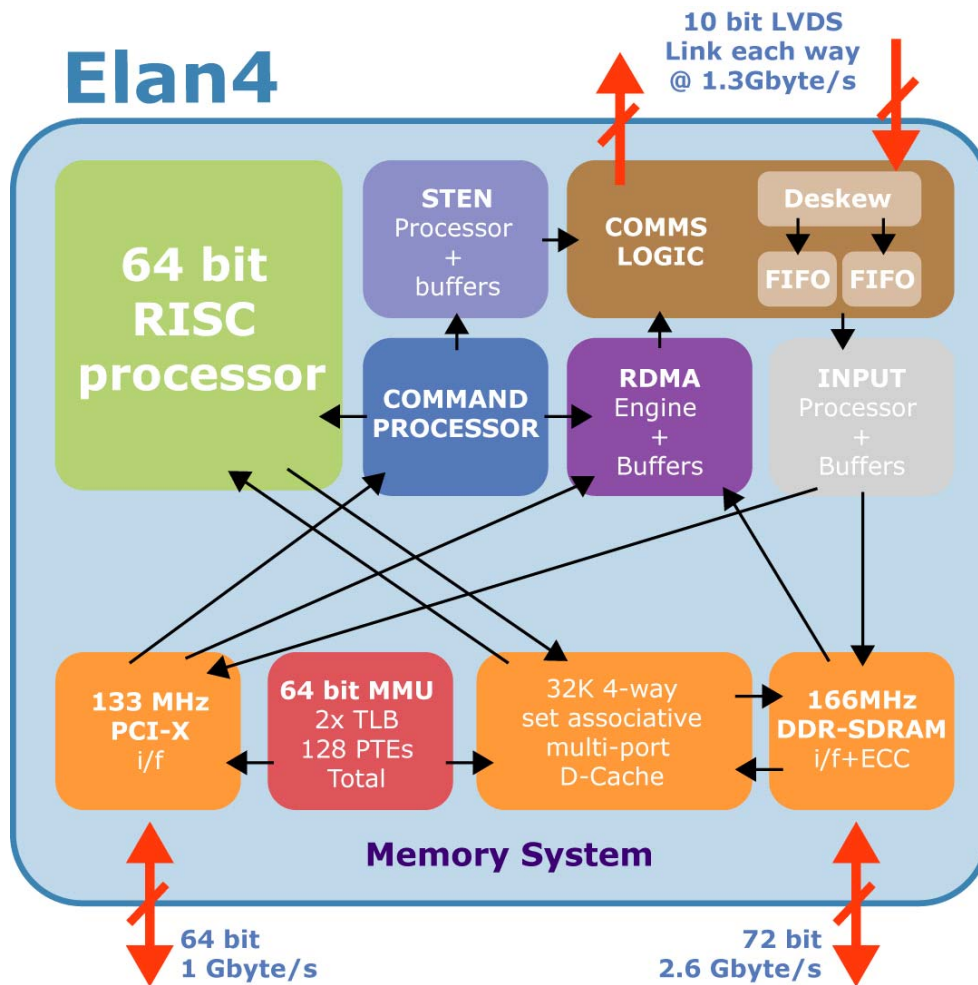 Elan4
10 bit LVDS
Link each way
@ 1.3Gbyte/s
64 bit
RISC
processor
STEN
Processor
+
buffers
COMMS
LOGIC
Deskew
FIFO
FIFO
COMMAND
PROCESSOR
RDMA
Engine
+
Buffers
INPUT
Processor
+
Buffers
133 MHz
PCI-X
i/f
64 bit MMU
2x TLB
128 PTEs
Total
32K 4-way
set associative
multi-port
D-Cache
166MHz
DDR-SDRAM
i/f+ECC
Memory System
64 bit
1 Gbyte/s
72 bit
2.6 Gbyte/s